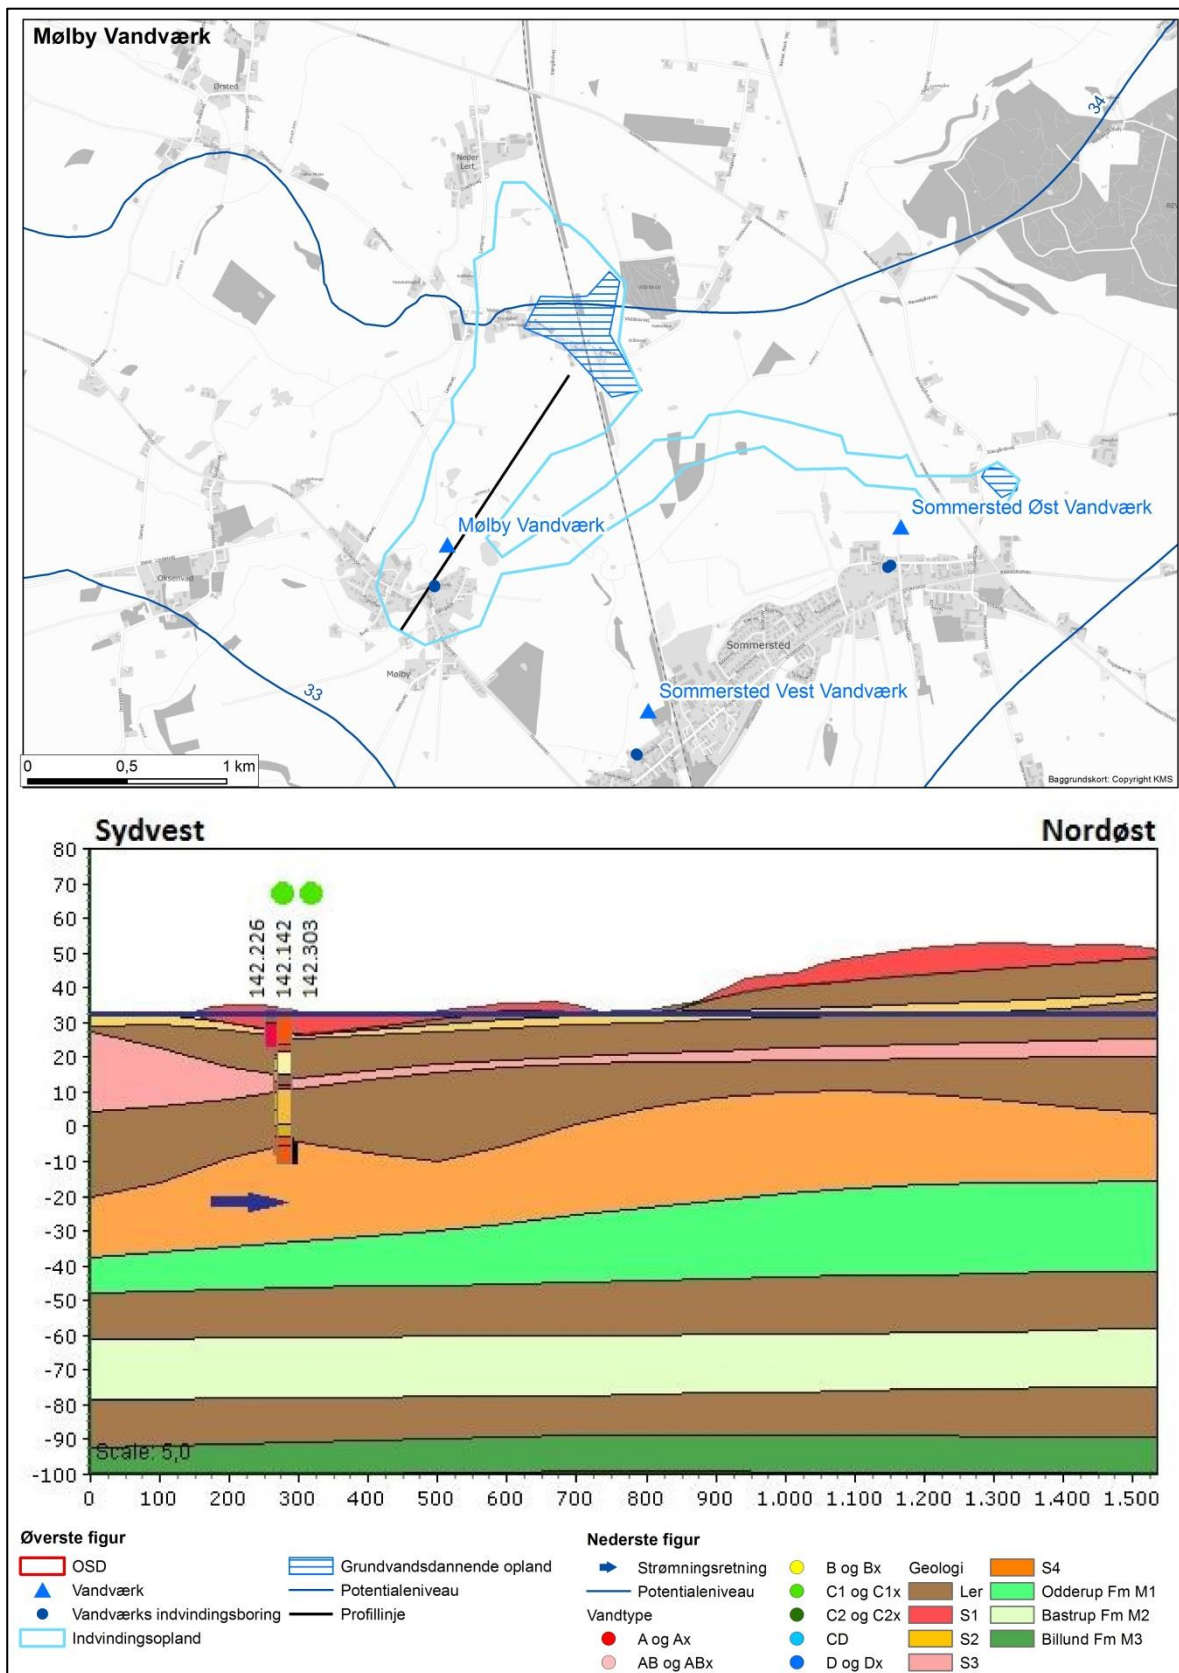 Mølby Vandværk
Ørsted
Neder
Lert
34
Oksenvad
Mølby Vandværk
Sommersted Øst Vandværk
Sommersted
Mølby
33
Sommersted Vest Vandværk
0 0,5 1 km
Baggrundskort: Copyright KMS
Sydvest Nordøst
80
70
60
50
40
30
20
10
0
-10
-20
-30
-40
-50
-60
-70
-80
-90
-100
142.226
142.142
142.303
Scale: 5,0
0 100 200 300 400 500 600 700 800 900 1.000 1.100 1.200 1.300 1.400 1.500
Øverste figur
OSD
Vandværk
Vandværks indvindingsboring
Indvindingsopland
Grundvandsdannende opland
Potentialeniveau
Profillinje
Nederste figur
Strømningsretning
Potentialeniveau
Vandtype
A og Ax
AB og ABx
B og Bx
C1 og C1x
C2 og C2x
CD
D og Dx
Geologi
Ler
S1
S2
S3
S4
Odderup Fm M1
Bastrup Fm M2
Billund Fm M3